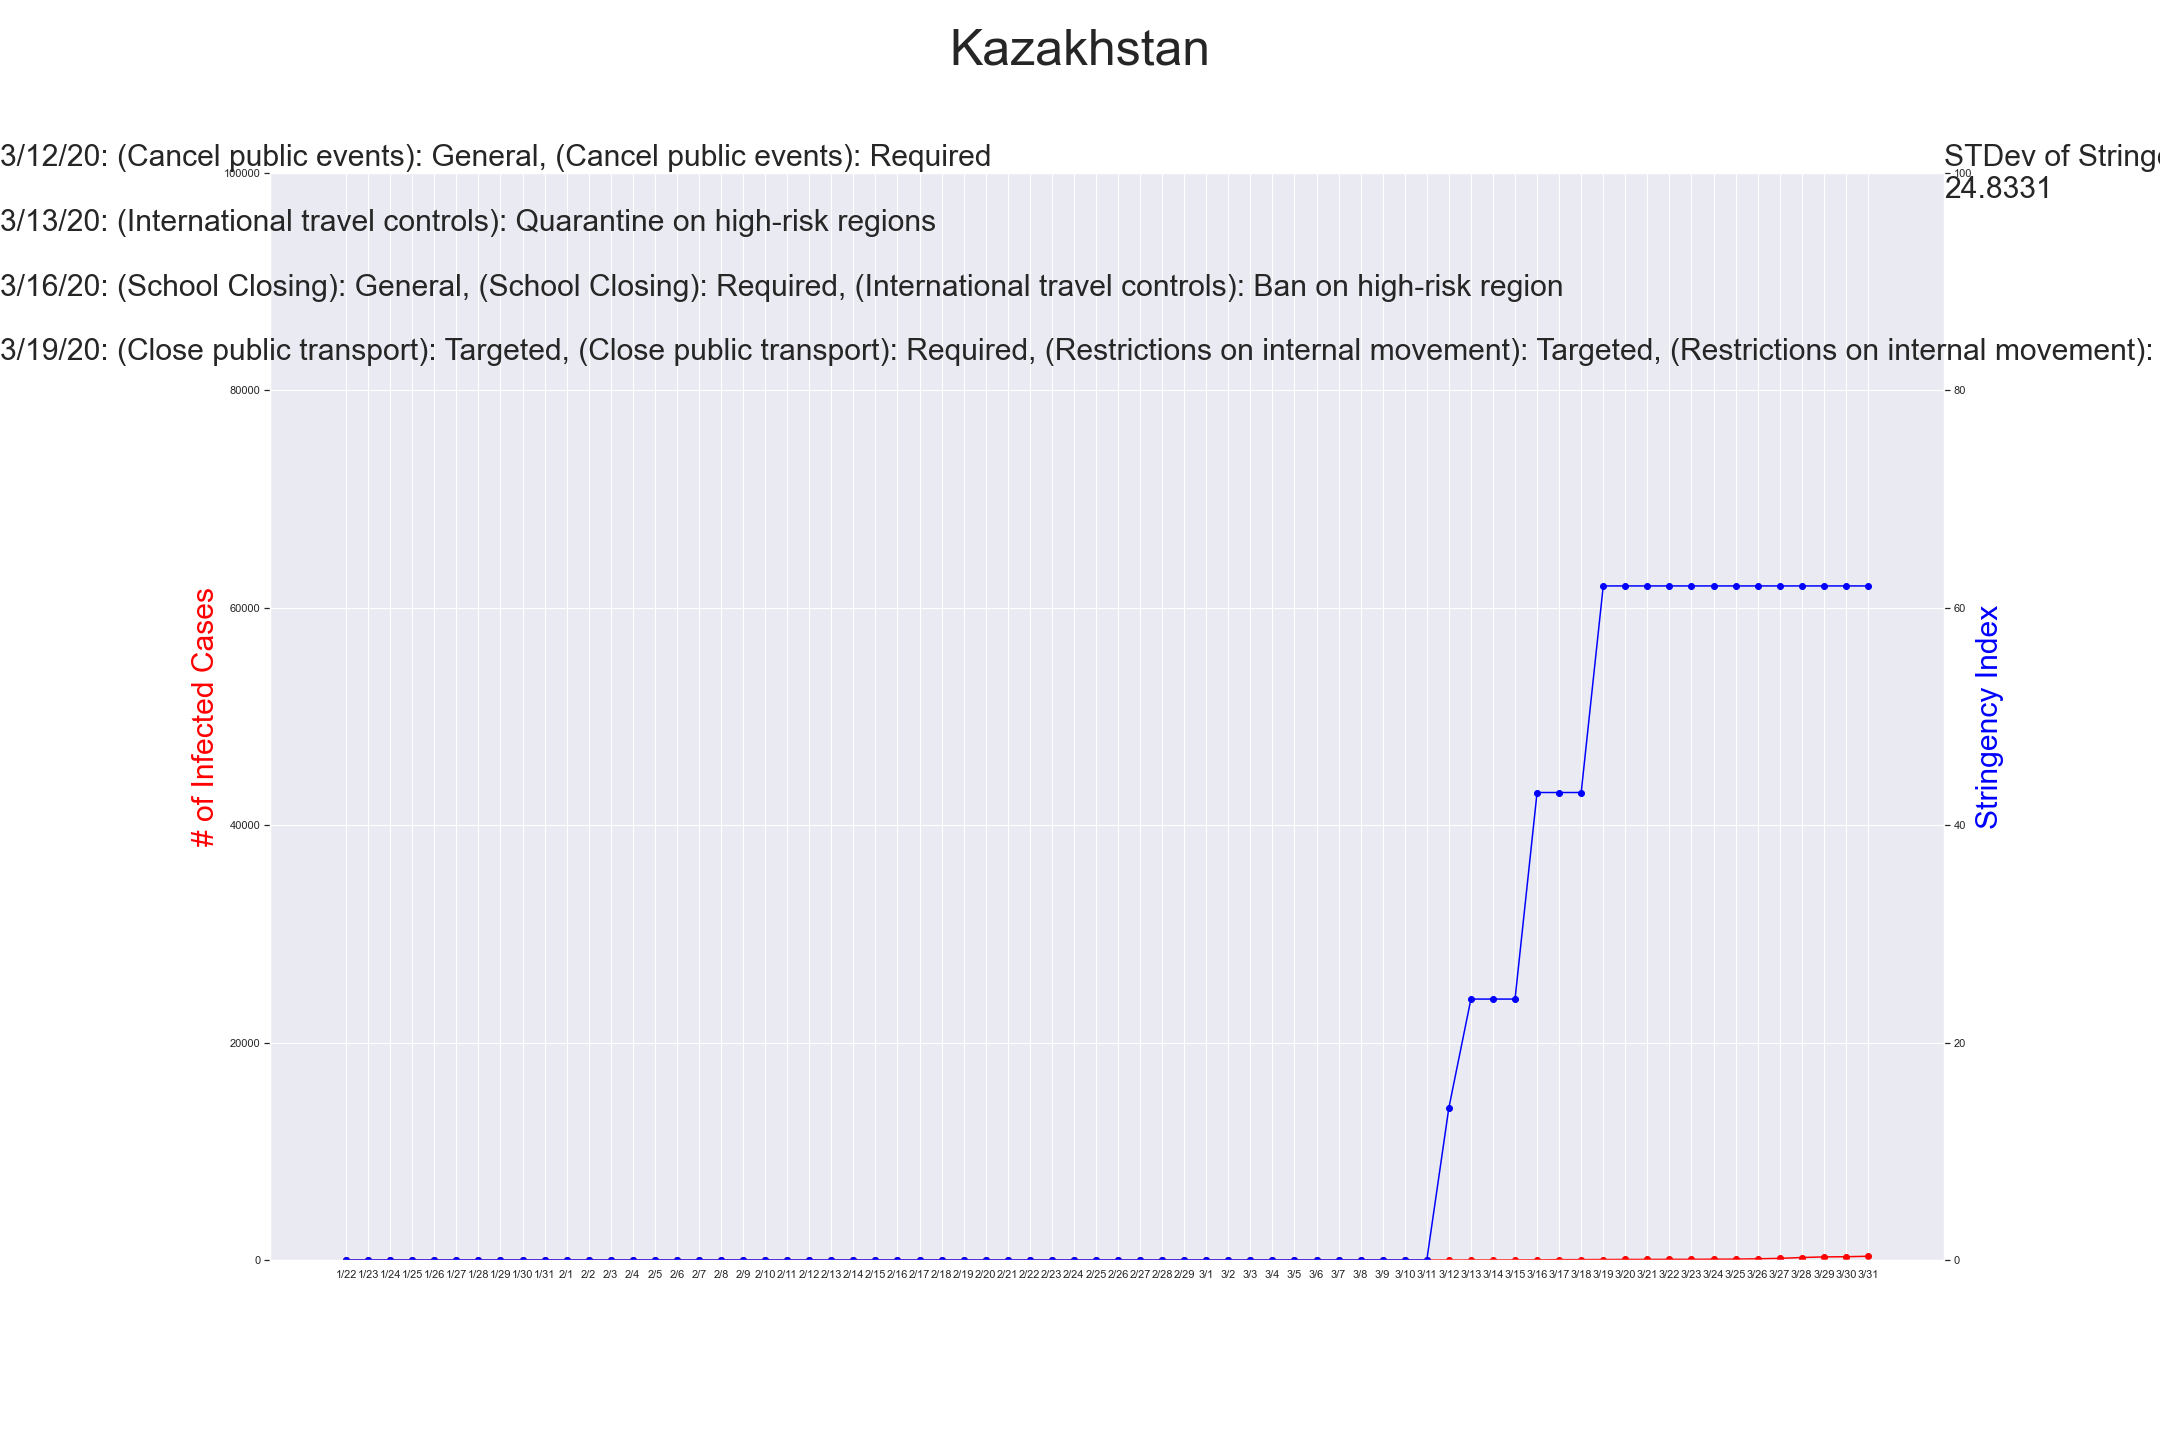 Kazakhstan
3/12/20: (Cancel public events): General, (Cancel public events): Required
STDev of Stringe
24.8331
3/13/20: (International travel controls): Quarantine on high-risk regions
3/16/20: (School Closing): General, (School Closing): Required, (International travel controls): Ban on high-risk region
3/19/20: (Close public transport): Targeted, (Close public transport): Required, (Restrictions on internal movement): Targeted, (Restrictions on internal movement):
100000
80000
60000
40000
20000
0
# of Infected Cases
100
80
60
40
20
0
Stringency Index
1/22 1/23 1/24 1/25 1/26 1/27 1/28 1/29 1/30 1/31 2/1 2/2 2/3 2/4 2/5 2/6 2/7 2/8 2/9 2/10 2/11 2/12 2/13 2/14 2/15 2/16 2/17 2/18 2/19 2/20 2/21 2/22 2/23 2/24 2/25 2/26 2/27 2/28 2/29 3/1 3/2 3/3 3/4 3/5 3/6 3/7 3/8 3/9 3/10 3/11 3/12 3/13 3/14 3/15 3/16 3/17 3/18 3/19 3/20 3/21 3/22 3/23 3/24 3/25 3/26 3/27 3/28 3/29 3/30 3/31